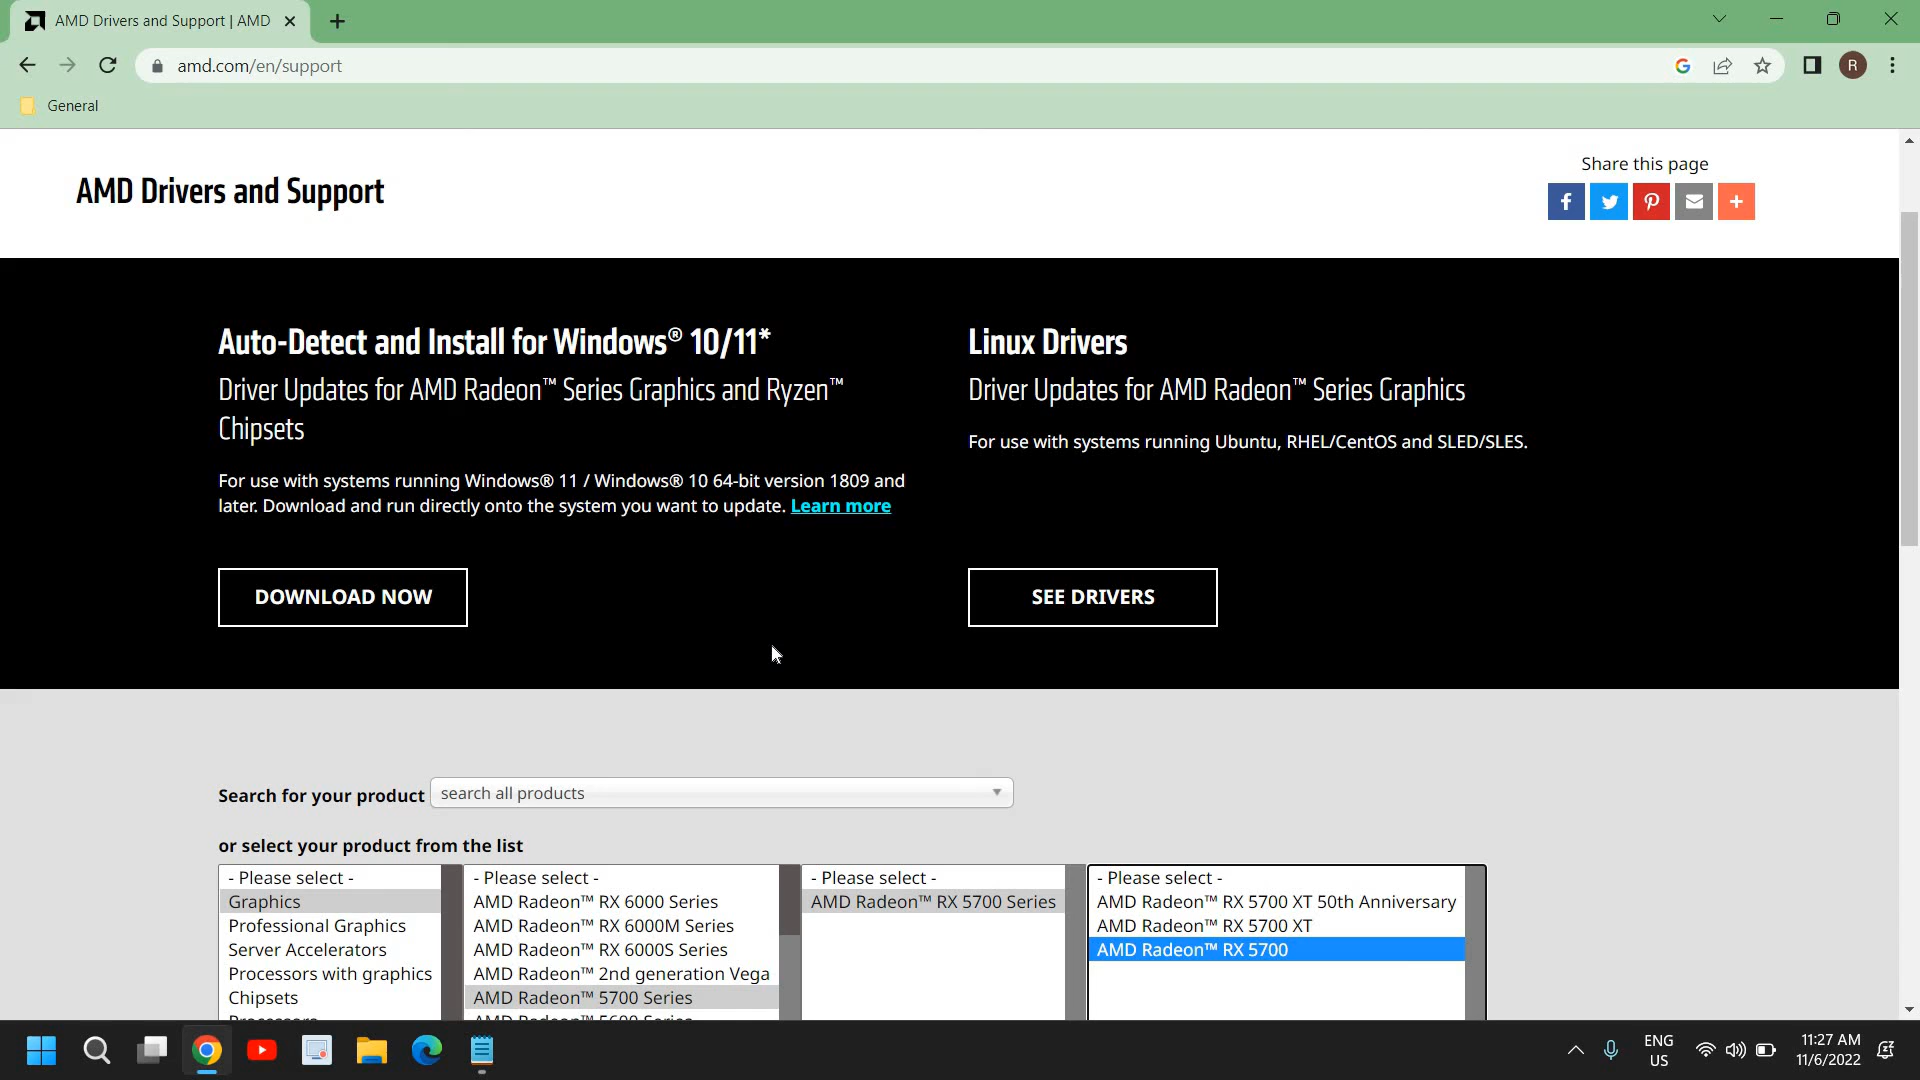 AMD Drivers and Support | AMD
amd.com/en/support
R
General
Share this page
AMD Drivers and Support
Auto-Detect and Install for Windows® 10/11*
Driver Updates for AMD Radeon™ Series Graphics and Ryzen™
Chipsets
For use with systems running Windows® 11 / Windows® 10 64-bit version 1809 and
later. Download and run directly onto the system you want to update. Learn more
DOWNLOAD NOW
Linux Drivers
Driver Updates for AMD Radeon™ Series Graphics
For use with systems running Ubuntu, RHEL/CentOS and SLED/SLES.
SEE DRIVERS
Search for your product
search all products
or select your product from the list
- Please select -
Graphics
Professional Graphics
Server Accelerators
Processors with graphics
Chipsets
Processors
- Please select -
AMD Radeon™ RX 6000 Series
AMD Radeon™ RX 6000M Series
AMD Radeon™ RX 6000S Series
AMD Radeon™ 2nd generation Vega
AMD Radeon™ 5700 Series
AMD Radeon™ 5600 Series
- Please select -
AMD Radeon™ RX 5700 Series
- Please select -
AMD Radeon™ RX 5700 XT 50th Anniversary
AMD Radeon™ RX 5700 XT
AMD Radeon™ RX 5700
ENG
US
11:27 AM
11/6/2022